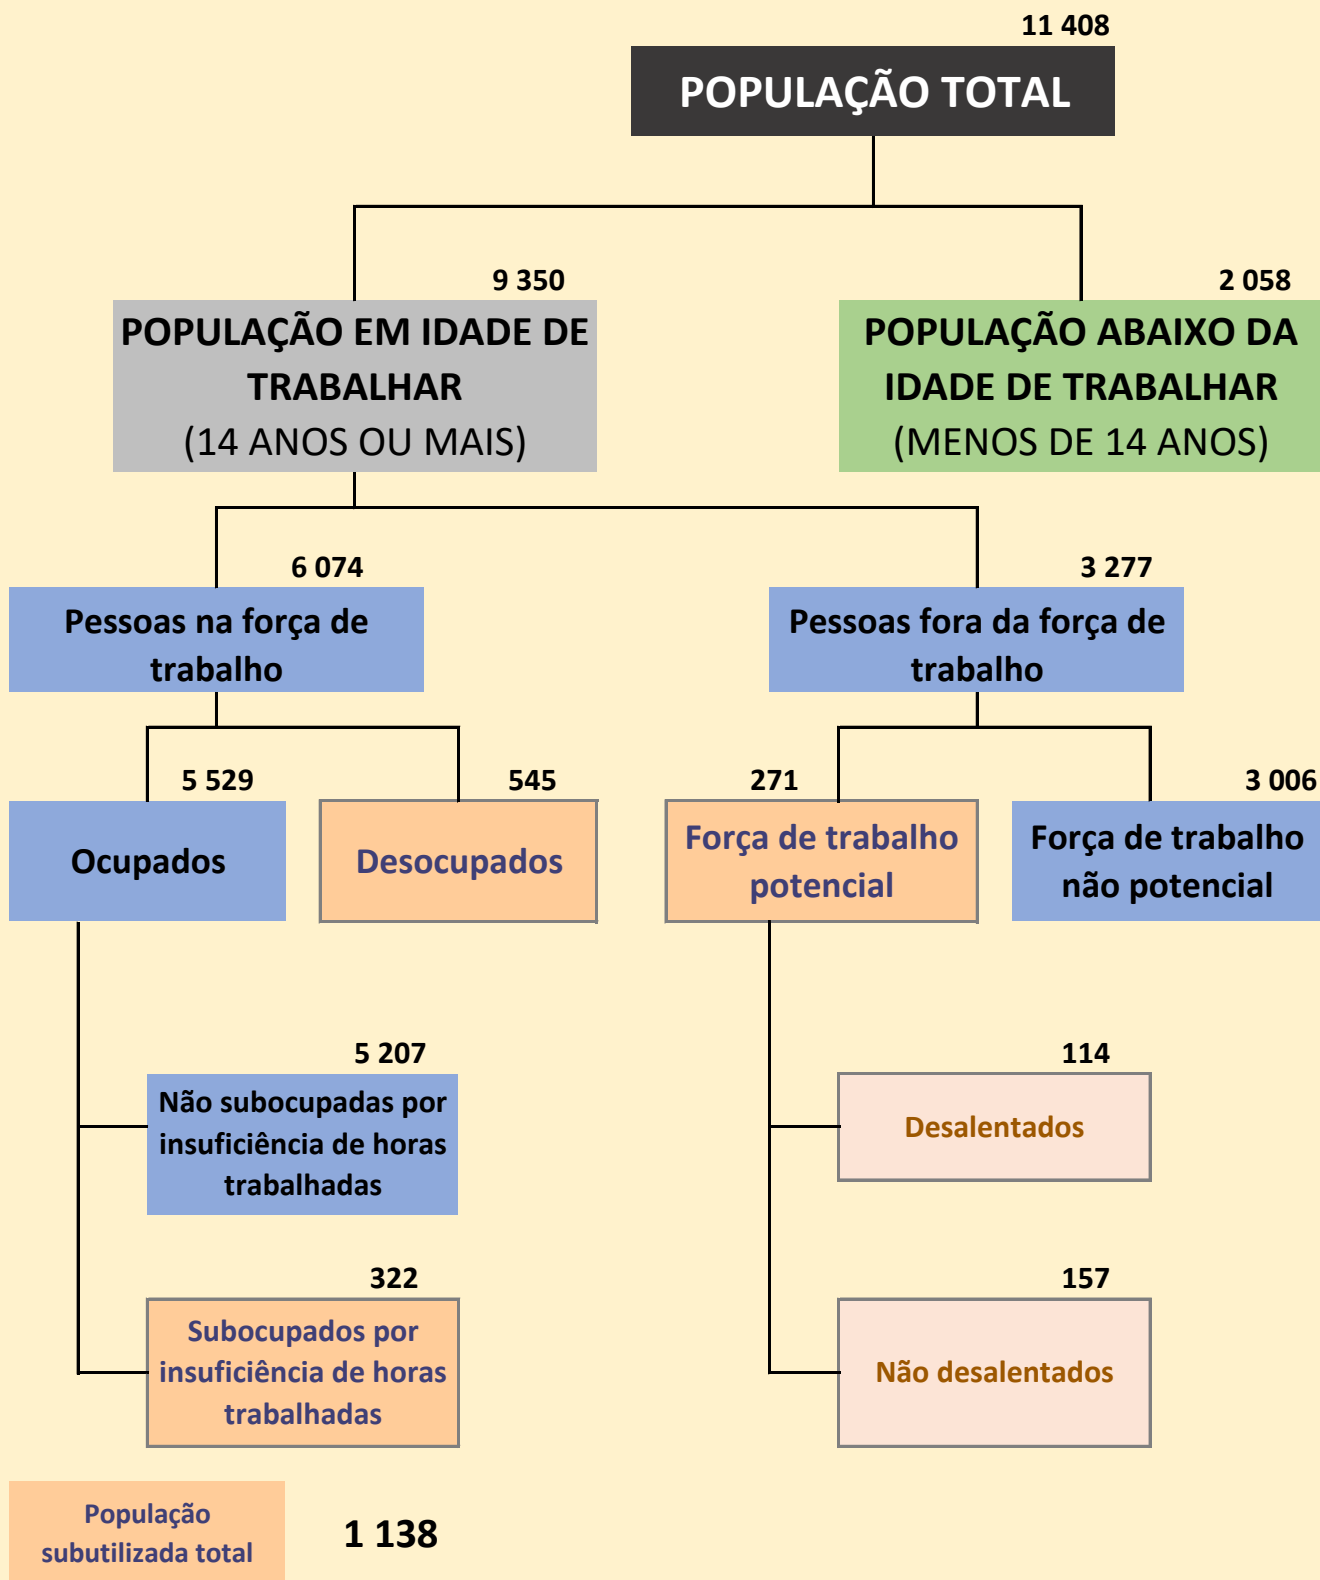 11 408
POPULAÇÃO TOTAL
9 350
POPULAÇÃO EM IDADE DE
TRABALHAR
(14 ANOS OU MAIS)
2 058
POPULAÇÃO ABAIXO DA
IDADE DE TRABALHAR
(MENOS DE 14 ANOS)
6 074
Pessoas na força de
trabalho
3 277
Pessoas fora da força de
trabalho
5 529
Ocupados
545
Desocupados
271
Força de trabalho
potencial
3 006
Força de trabalho
não potencial
5 207
Não subocupadas por
insuficiência de horas
trabalhadas
114
Desalentados
322
Subocupados por
insuficiência de horas
trabalhadas
157
Não desalentados
População
subutilizada total
1 138